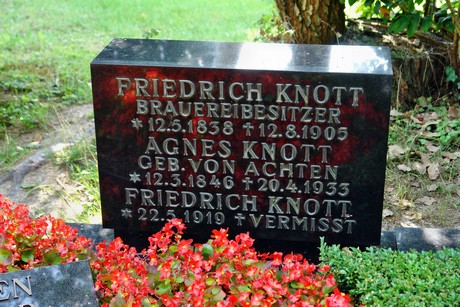 FRIEDRICH KNOTT
BRAUEREIBESITZER
* 12.5.1838 † 12.8.1905
AGNES KNOTT
GEB. VON ACHTEN
* 12.3.1846 † 20.4.1933
FRIEDRICH KNOTT
* 22.5.1919 † VERMISST